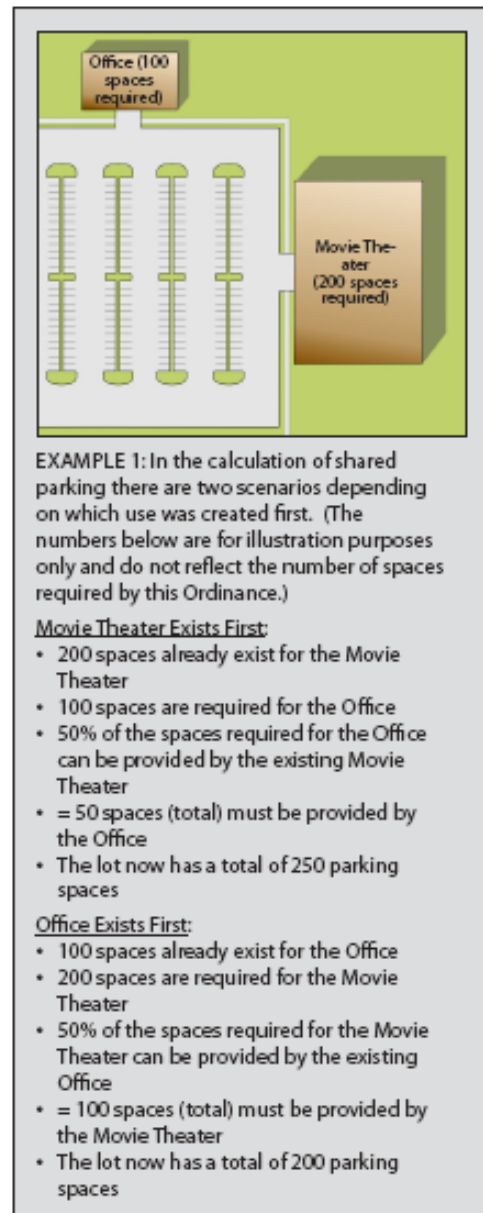 Office (100
spaces
required)
Movie The-
ater
(200 spaces
required)
EXAMPLE 1: In the calculation of shared
parking there are two scenarios depending
on which use was created first. (The
numbers below are for illustration purposes
only and do not reflect the number of spaces
required by this Ordinance.)
Movie Theater Exists First:
• 200 spaces already exist for the Movie
Theater
• 100 spaces are required for the Office
• 50% of the spaces required for the Office
can be provided by the existing Movie
Theater
• = 50 spaces (total) must be provided by
the Office
• The lot now has a total of 250 parking
spaces
Office Exists First:
• 100 spaces already exist for the Office
• 200 spaces are required for the Movie
Theater
• 50% of the spaces required for the Movie
Theater can be provided by the existing
Office
• = 100 spaces (total) must be provided by
the Movie Theater
• The lot now has a total of 200 parking
spaces